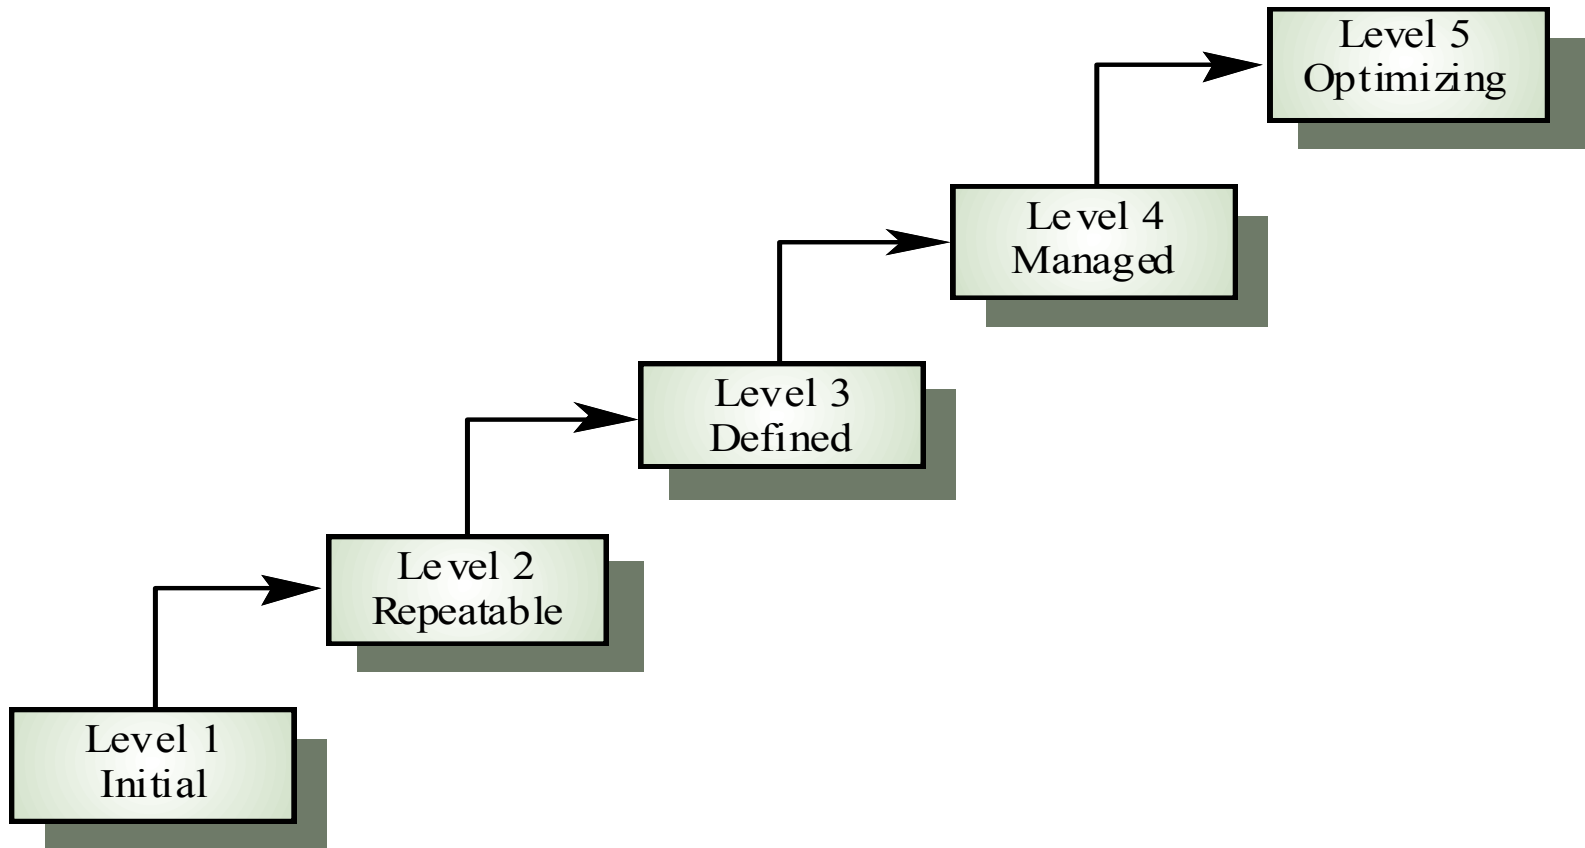 Level 5
Optimizing
Level 4
Managed
Level 3
Defined
Level 2
Repeatable
Level 1
Initial